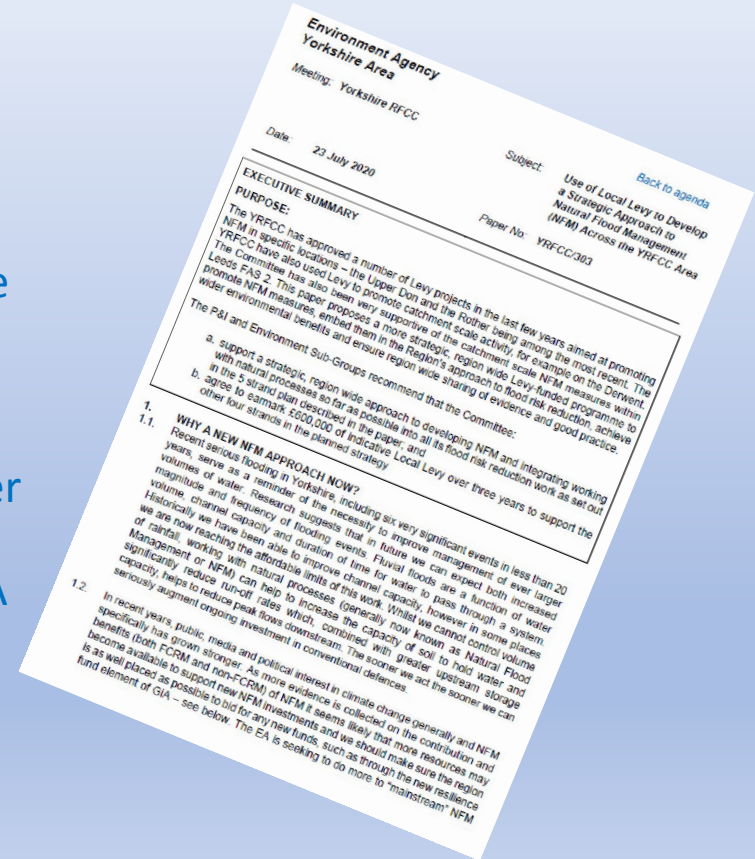 e
er
A
Environment Agency
Yorkshire Area
Meeting: Yorkshire RFCC
Date: 23 July 2020
Subject: Use of Local Levy to Develop
a Strategic Approach to
Natural Flood Management
(NFM) Across the YRFCC Area
Back to agenda
Paper No: YRFCC/303
EXECUTIVE SUMMARY
PURPOSE:
The YRFCC has approved a number of Levy projects in the last few years aimed at promoting
NFM in specific locations – the Upper Don and the Rother being among the most recent. The
YRFCC have also used Levy to promote catchment scale activity, for example on the Derwent.
The Committee has also been very supportive of the catchment scale NFM measures within
Leeds FAS 2. This paper proposes a more strategic, region wide Levy-funded programme to
promote NFM measures, embed them in the Region's approach to flood risk reduction, achieve
wider environmental benefits and ensure region wide sharing of evidence and good practice.
The P&I and Environment Sub-Groups recommend that the Committee:
a. support a strategic, region wide approach to developing NFM and integrating working
with natural processes so far as possible into all its flood risk reduction work as set out
in the 5 strand plan described in the paper, and
b. agree to earmark £600,000 of indicative Local Levy over three years to support the
other four strands in the planned strategy
1. WHY A NEW NFM APPROACH NOW?
1.1. Recent serious flooding in Yorkshire, including six very significant events in less than 20
years, serve as a reminder of the necessity to improve management of ever larger
volumes of water. Research suggests that in future we can expect both increased
magnitude and frequency of flooding events. Fluvial floods are a function of water
volume, channel capacity and duration of time for water to pass through a system.
Historically we have been able to improve channel capacity, however in some places
we are now reaching the affordable limits of this work. Whilst we cannot control volume
of rainfall, working with natural processes (generally now known as Natural Flood
Management or NFM) can help to increase the capacity of soil to hold water and
significantly reduce run-off rates which, combined with greater upstream storage
capacity, helps to reduce peak flows downstream. The sooner we act the sooner we can
seriously augment ongoing investment in conventional defences.
1.2. In recent years, public, media and political interest in climate change generally and NFM
specifically has grown stronger. As more evidence is collected on the contribution and
benefits (both FCRM and non-FCRM) of NFM it seems likely that more resources may
become available to support new NFM investments and we should make sure the region
is as well placed as possible to bid for any new funds, such as through the new resilience
fund element of GIA – see below. The EA is seeking to do more to "mainstream" NFM